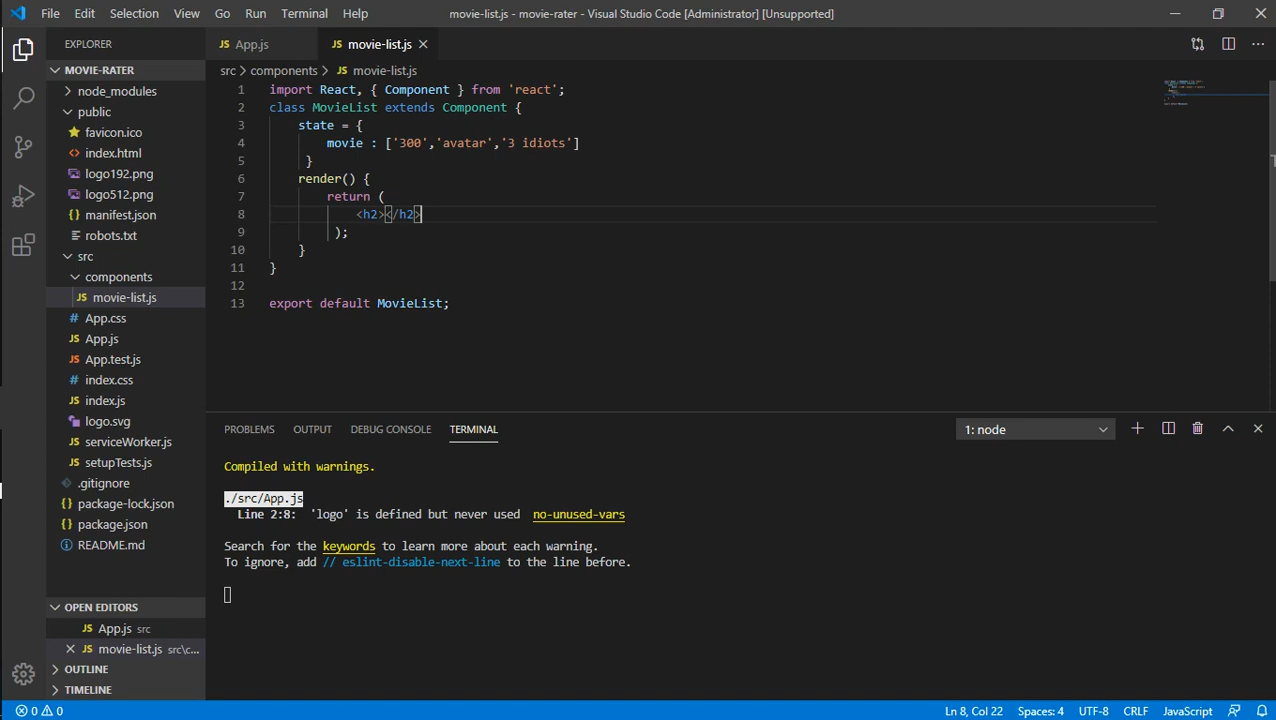 File Edit Selection View Go Run Terminal Help
movie-list.js - movie-rater - Visual Studio Code [Administrator] [Unsupported]
EXPLORER
MOVIE-RATER
node_modules
public
favicon.ico
index.html
logo192.png
logo512.png
manifest.json
robots.txt
src
components
movie-list.js
App.css
App.js
App.test.js
index.css
index.js
logo.svg
serviceWorker.js
setupTests.js
.gitignore
package-lock.json
package.json
README.md
OPEN EDITORS
App.js src
movie-list.js src\c...
OUTLINE
TIMELINE
JS App.js
JS movie-list.js
src > components > JS movie-list.js
1 import React, { Component } from 'react';
2 class MovieList extends Component {
3 state = {
4 movie : ['300','avatar','3 idiots']
5 }
6 render() {
7 return (
8 <h2></h2>
9 );
10 }
11 }
12
13 export default MovieList;
PROBLEMS OUTPUT DEBUG CONSOLE TERMINAL
1: node
Compiled with warnings.
./src/App.js
Line 2:8: 'logo' is defined but never used no-unused-vars
Search for the keywords to learn more about each warning.
To ignore, add // eslint-disable-next-line to the line before.
0 0
Ln 8, Col 22 Spaces: 4 UTF-8 CRLF JavaScript